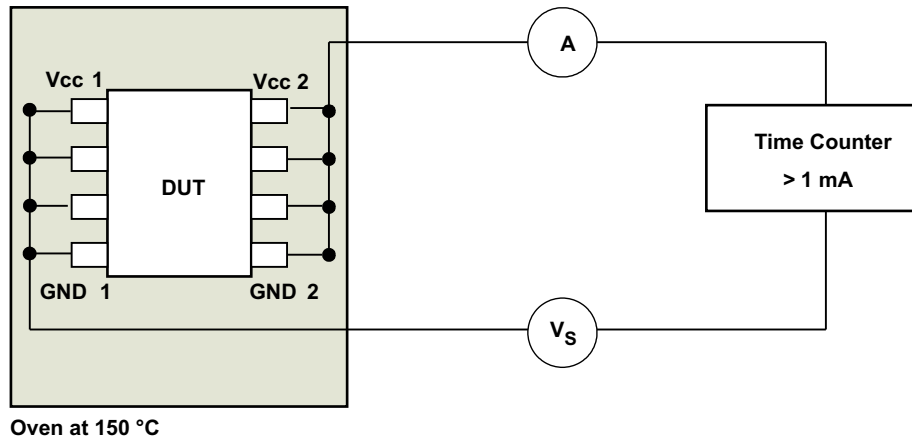 A
Vcc 1
Vcc 2
Time Counter
> 1 mA
DUT
GND 1
GND 2
VS
Oven at 150 °C